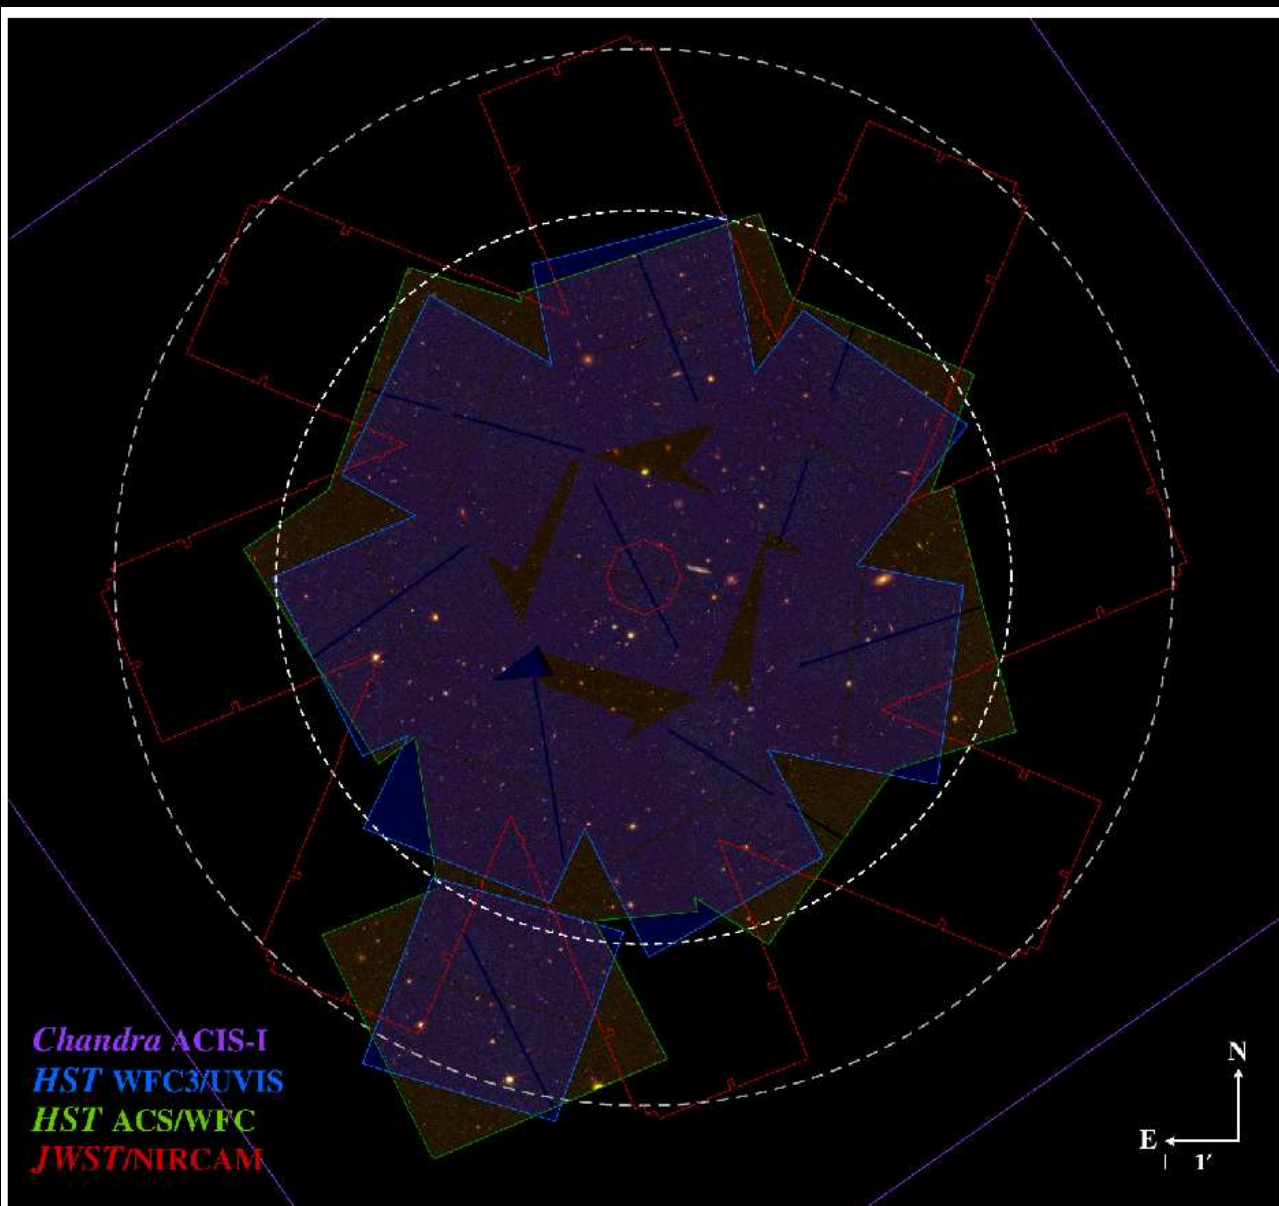 Chandra ACIS-I
HST WFC3/UVIS
HST ACS/WFC
JWST/NIRCAM
N
E
1′